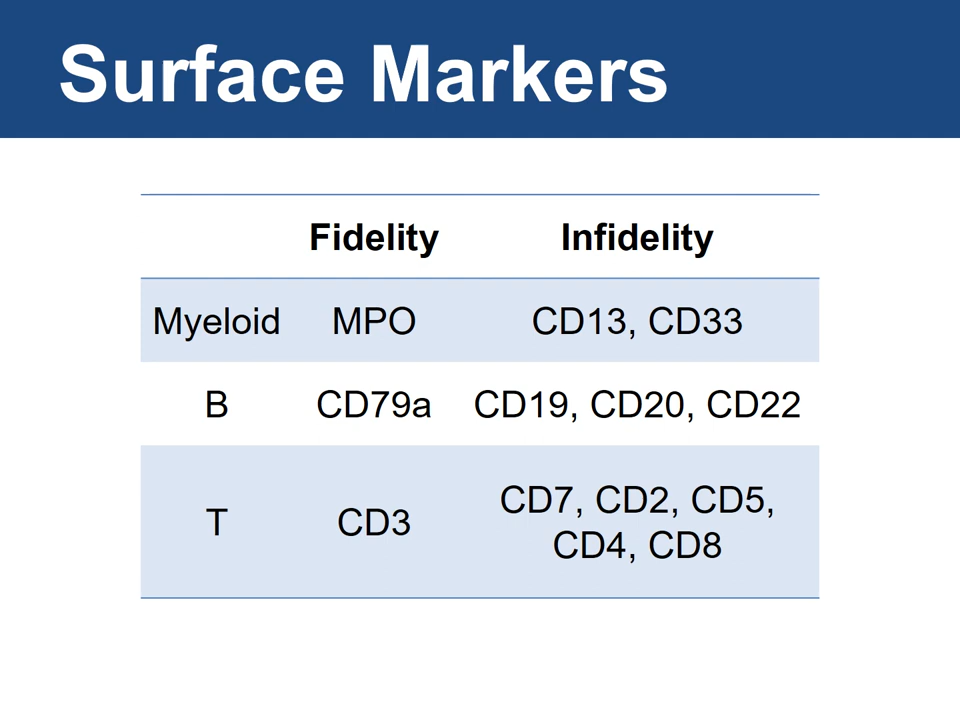 Surface Markers
Fidelity Infidelity
Myeloid MPO CD13, CD33
B CD79a CD19, CD20, CD22
T CD3 CD7, CD2, CD5,
CD4, CD8